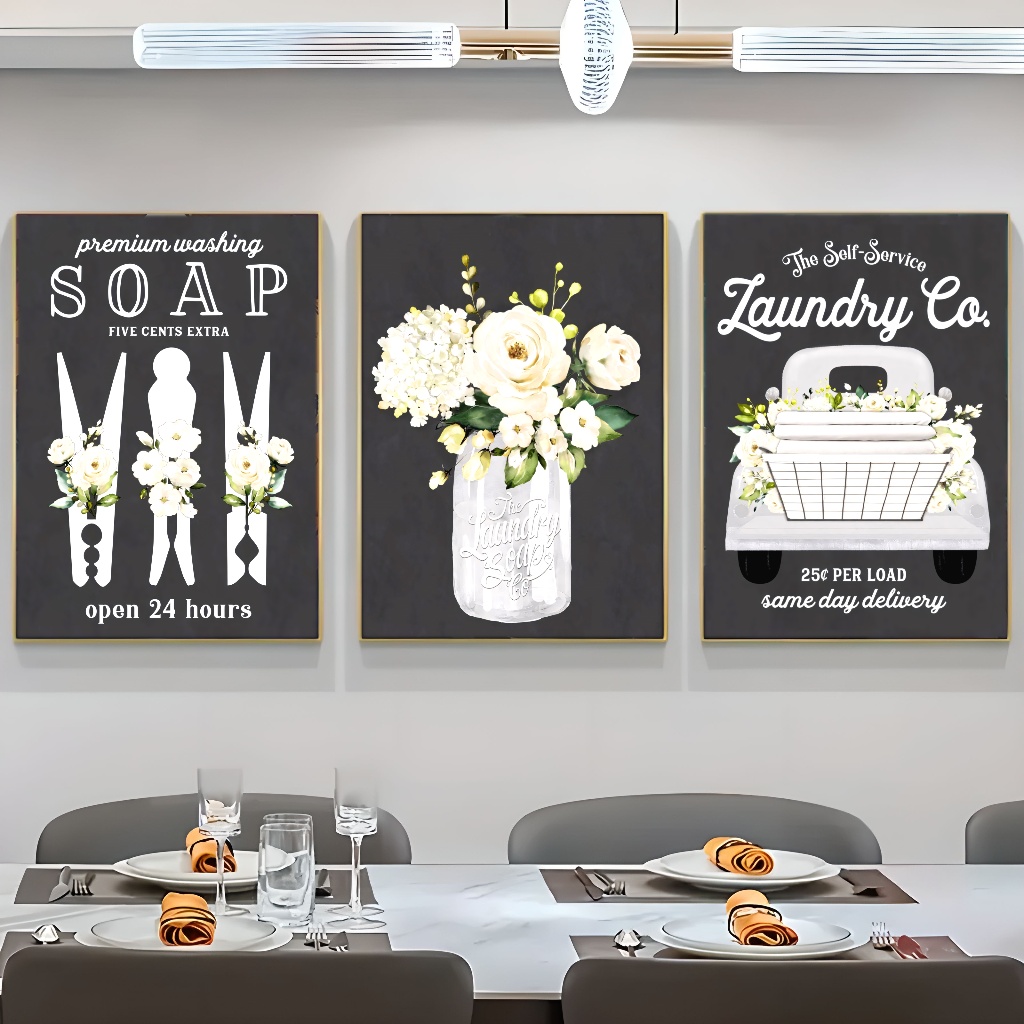 premium washing
SOAP
FIVE CENTS EXTRA
open 24 hours
The
Laundry
Soap
Co
The Self-Service
Laundry Co.
25¢ PER LOAD
same day delivery